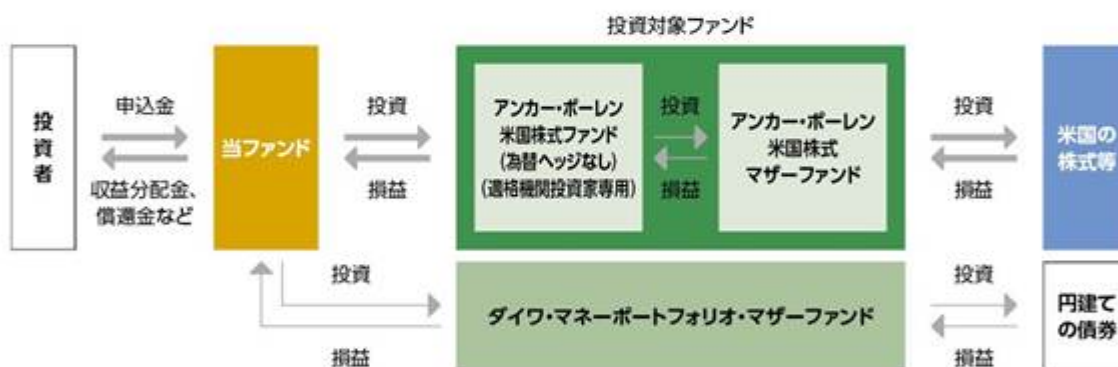 投資対象ファンド
投資者
申込金
収益分配金、
償還金など
当ファンド
投資
損益
アンカー・ポーレン
米国株式ファンド
(為替ヘッジなし)
(適格機関投資家専用)
投資
損益
アンカー・ポーレン
米国株式
マザーファンド
投資
損益
米国の
株式等
投資
損益
ダイワ・マネーポートフォリオ・マザーファンド
投資
損益
円建て
の債券